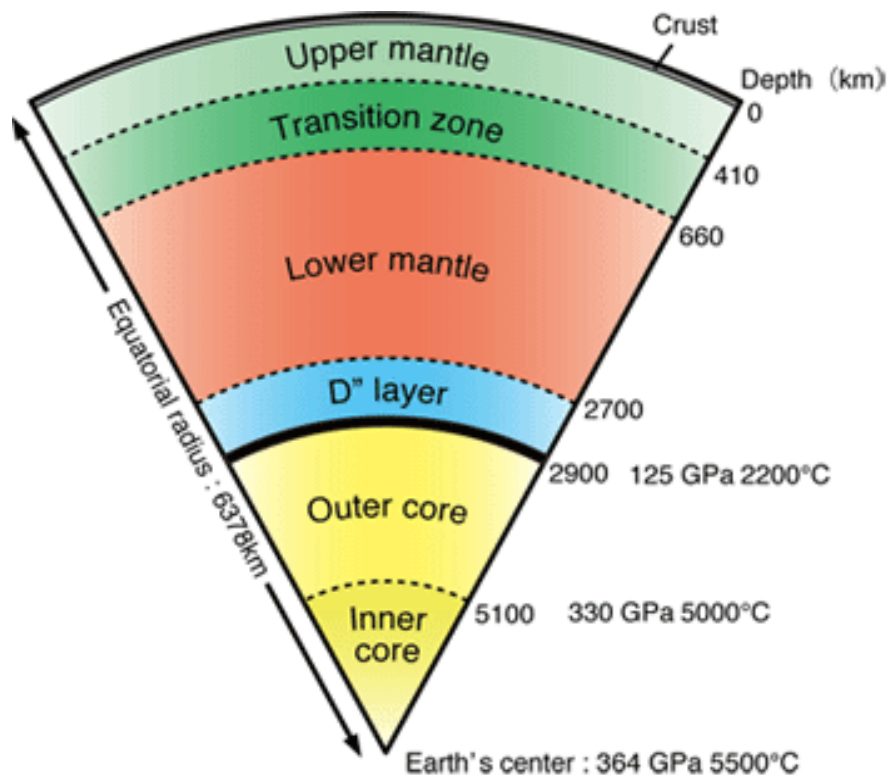 Crust
Upper mantle
Depth （km）
0
Transition zone
410
660
Lower mantle
Equatorial radius : 6378km
D” layer
2700
2900 125 GPa 2200°C
Outer core
5100 330 GPa 5000°C
Inner
core
Earth's center : 364 GPa 5500°C